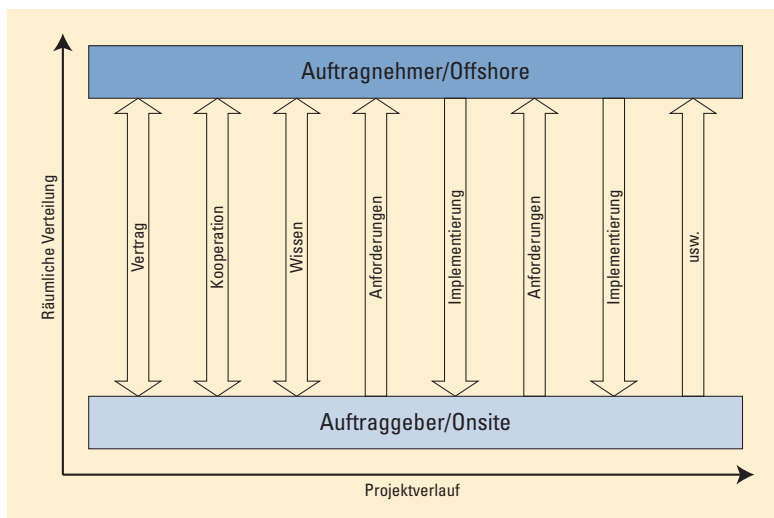 Auftragnehmer/Offshore
Räumliche Verteilung
Vertrag
Kooperation
Wissen
Anforderungen
Implementierung
Anforderungen
Implementierung
usw.
Auftraggeber/Onsite
Projektverlauf